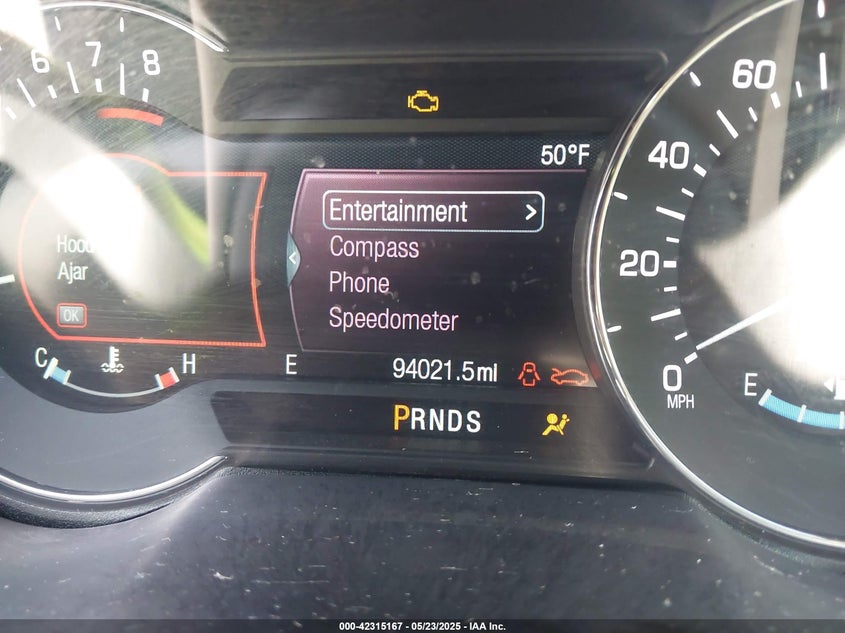 6 7 8
60
50°F
40
Entertainment >
Hood
Ajar
Compass
20
Phone
OK
Speedometer
C H
E
94021.5mi
0
MPH
E
PRNDS
000-42315167 - 05/23/2025 - IAA Inc.